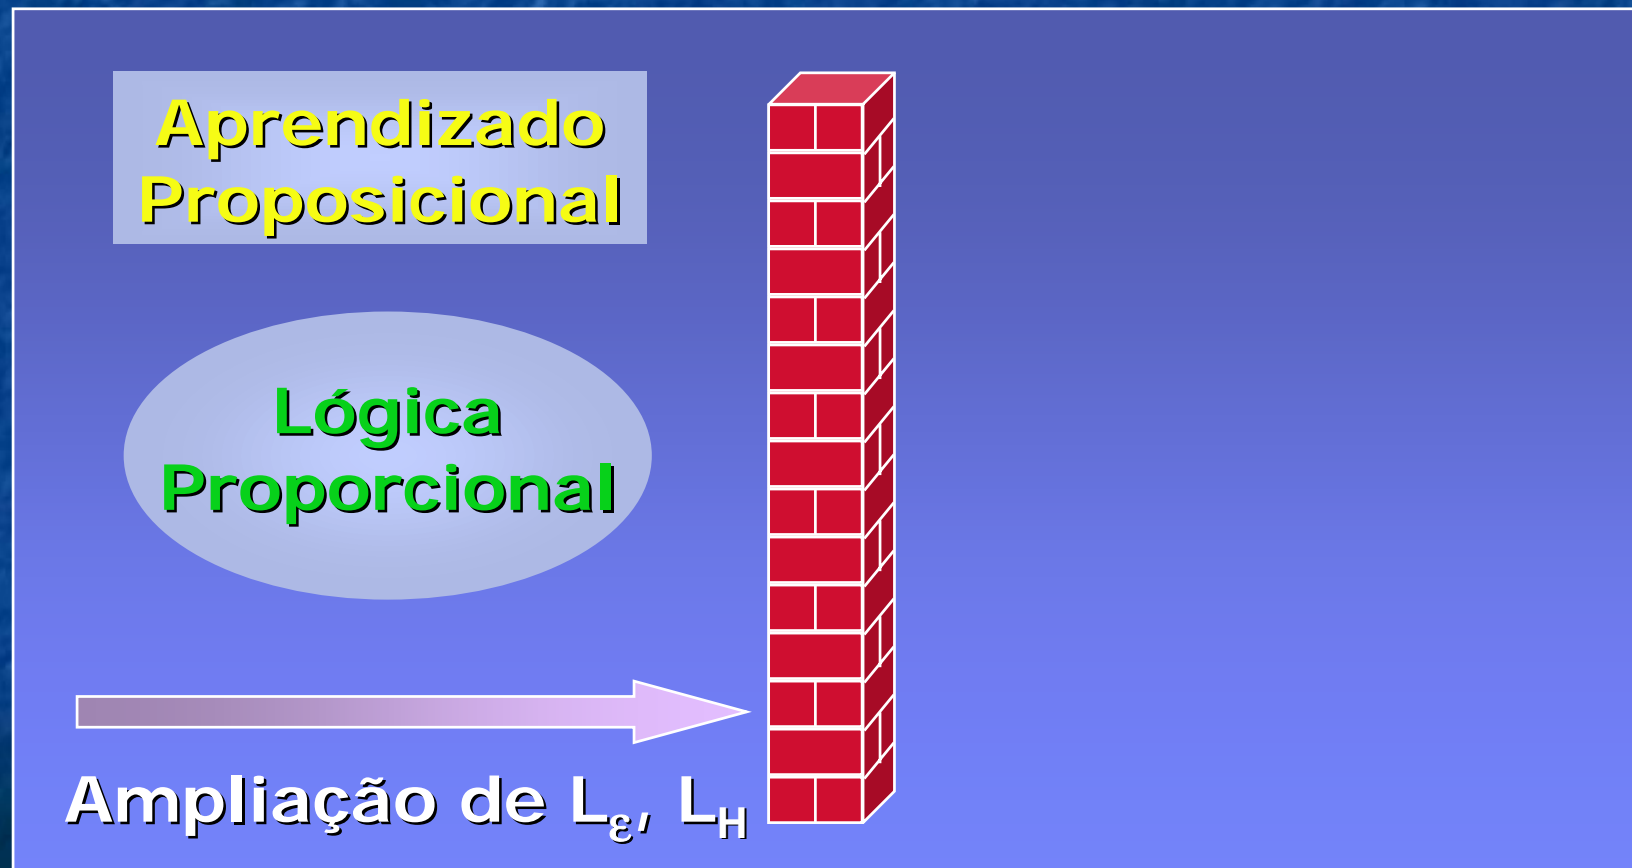 Aprendizado
Proposicional
Lógica
Proporcional
Ampliação de Lε, LH